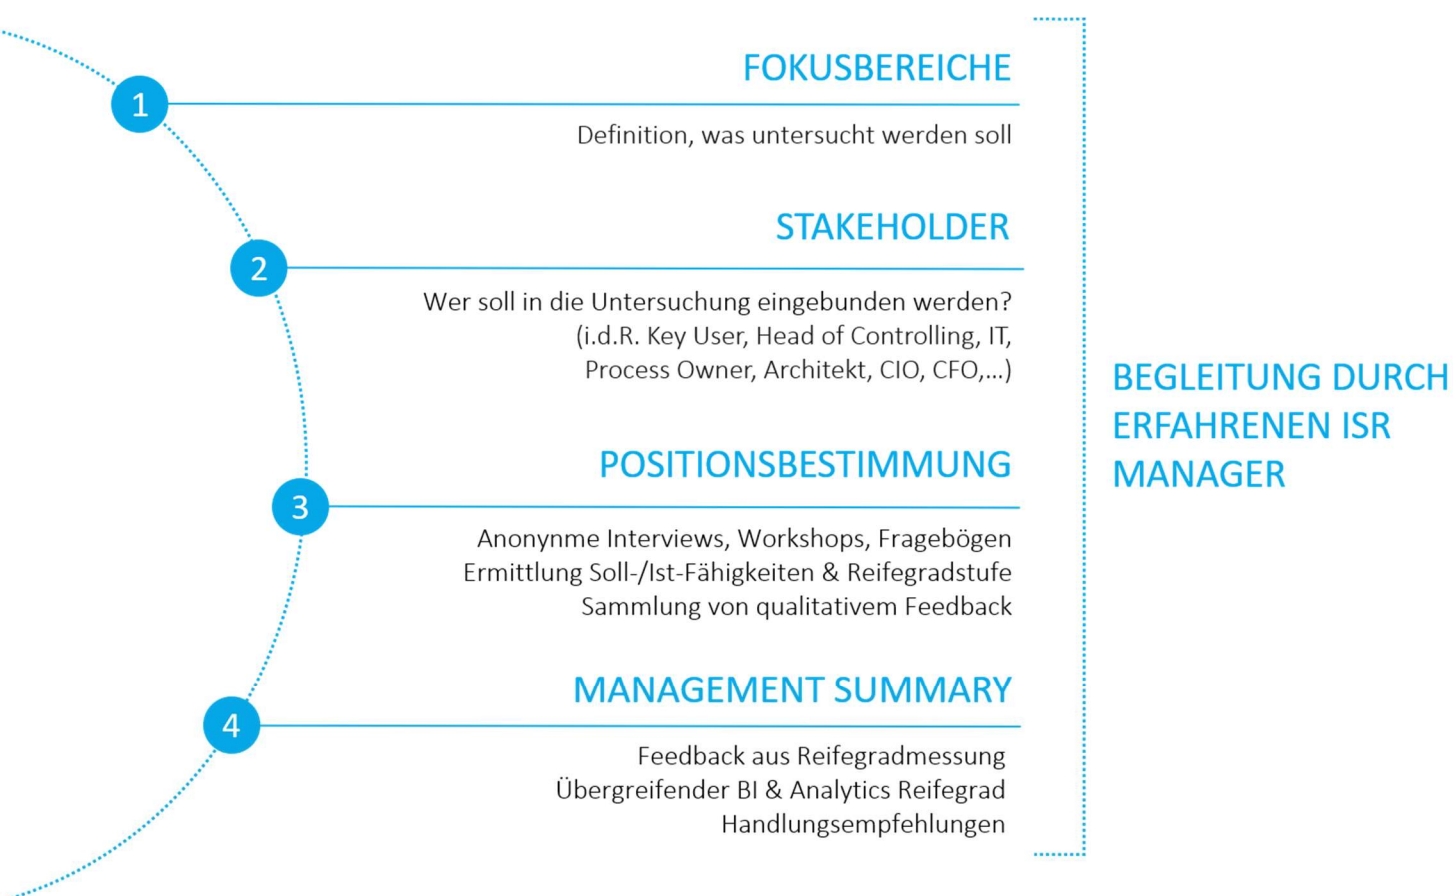 1
FOKUSBEREICHE
Definition, was untersucht werden soll
2
STAKEHOLDER
Wer soll in die Untersuchung eingebunden werden?
(i.d.R. Key User, Head of Controlling, IT,
Process Owner, Architekt, CIO, CFO,...)
3
POSITIONSBESTIMMUNG
Anonynme Interviews, Workshops, Fragebögen
Ermittlung Soll-/Ist-Fähigkeiten & Reifegradstufe
Sammlung von qualitativem Feedback
4
MANAGEMENT SUMMARY
Feedback aus Reifegradmessung
Übergreifender BI & Analytics Reifegrad
Handlungsempfehlungen
BEGLEITUNG DURCH
ERFAHRENEN ISR
MANAGER